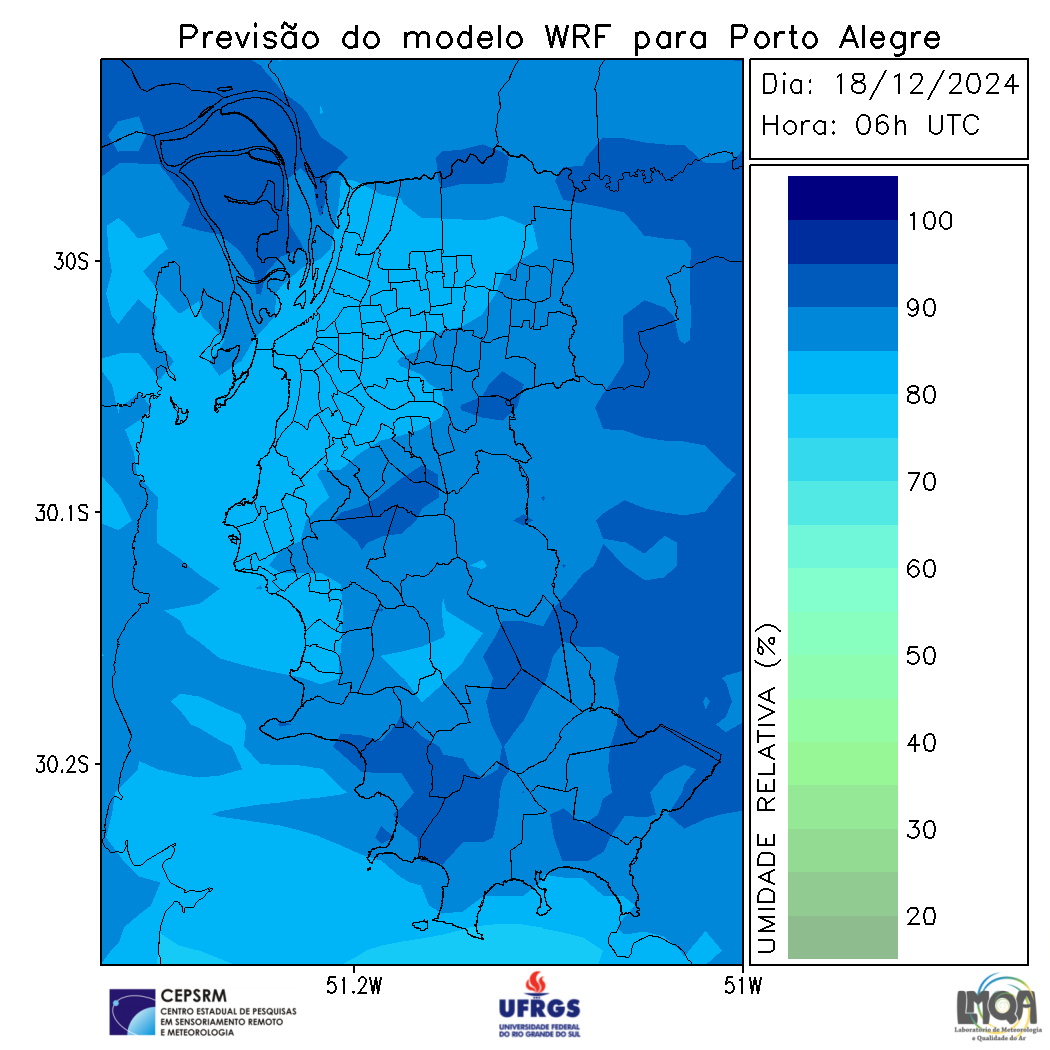 Previsão do modelo WRF para Porto Alegre
Dia: 18/12/2024
Hora: 06h UTC
30S
30.1S
30.2S
51.2W
51W
100
90
80
70
60
50
40
30
20
UMIDADE RELATIVA (%)
CEPSRM
CENTRO ESTADUAL DE PESQUISAS
EM SENSORIAMENTO REMOTO
E METEOROLOGIA
UFRGS
UNIVERSIDADE FEDERAL
DO RIO GRANDE DO SUL
LMQA
Laboratório de Meteorologia
e Qualidade do Ar